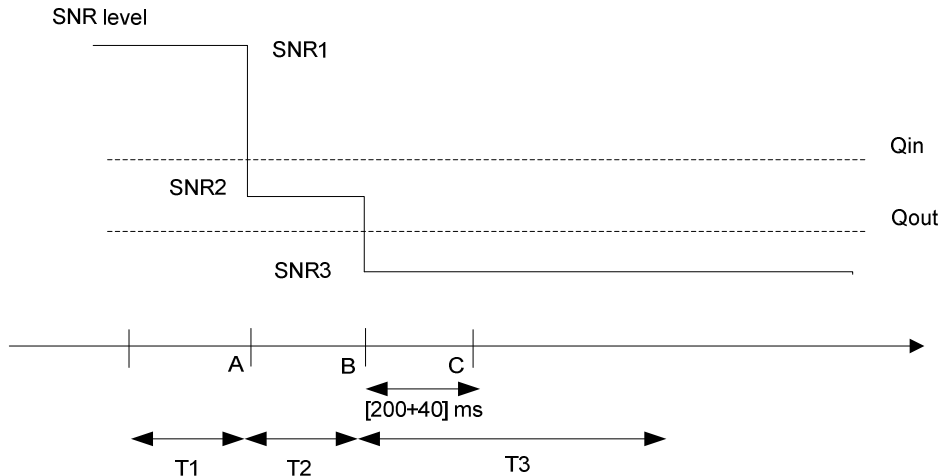 SNR level
SNR1
Qin
SNR2
Qout
SNR3
A
B
C
[200+40] ms
T1
T2
T3